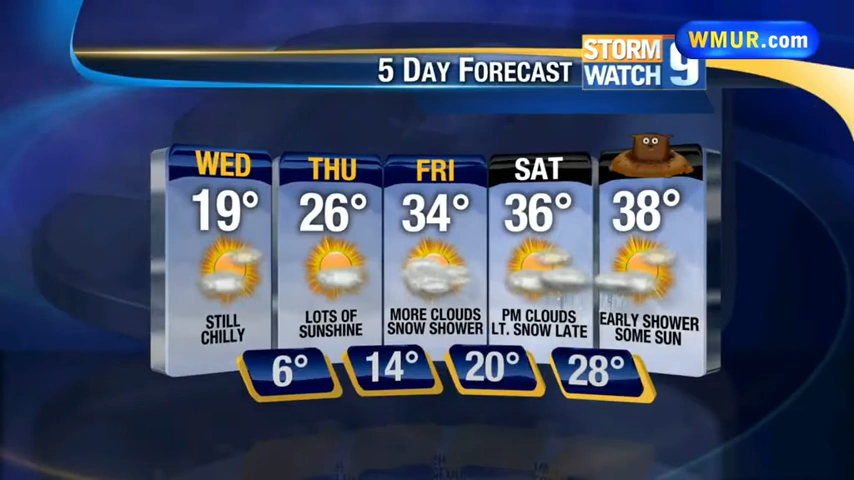 WMUR.com
5 DAY FORECAST
STORM
WATCH 9
WED
THU
FRI
SAT
19°
26°
34°
36°
38°
STILL
CHILLY
LOTS OF
SUNSHINE
MORE CLOUDS
SNOW SHOWER
PM CLOUDS
LT. SNOW LATE
EARLY SHOWER
SOME SUN
6°
14°
20°
28°